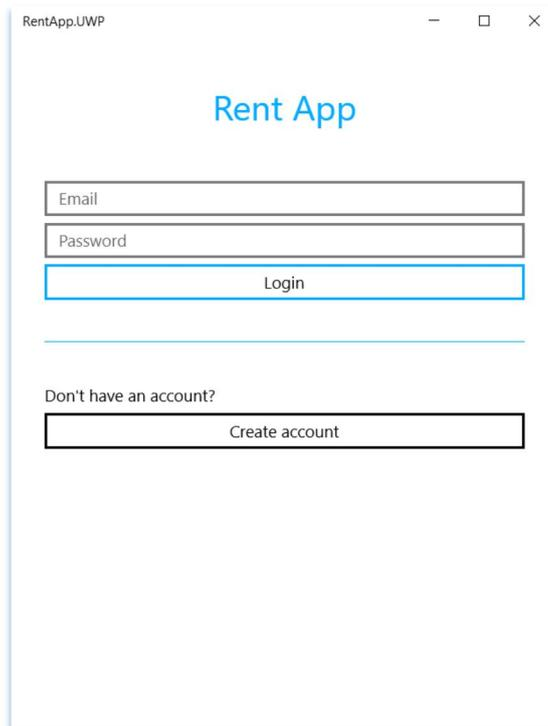 RentApp.UWP
Rent App
Email
Password
Login
Don't have an account?
Create account